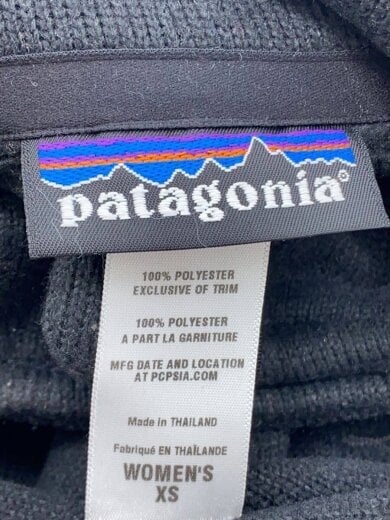 patagonia®
100% POLYESTER
EXCLUSIVE OF TRIM
100% POLYESTER
A PART LA GARNITURE
MFG DATE AND LOCATION
AT PCPSIA.COM
Made in THAILAND
Fabriqué EN THAÏLANDE
WOMEN'S
XS